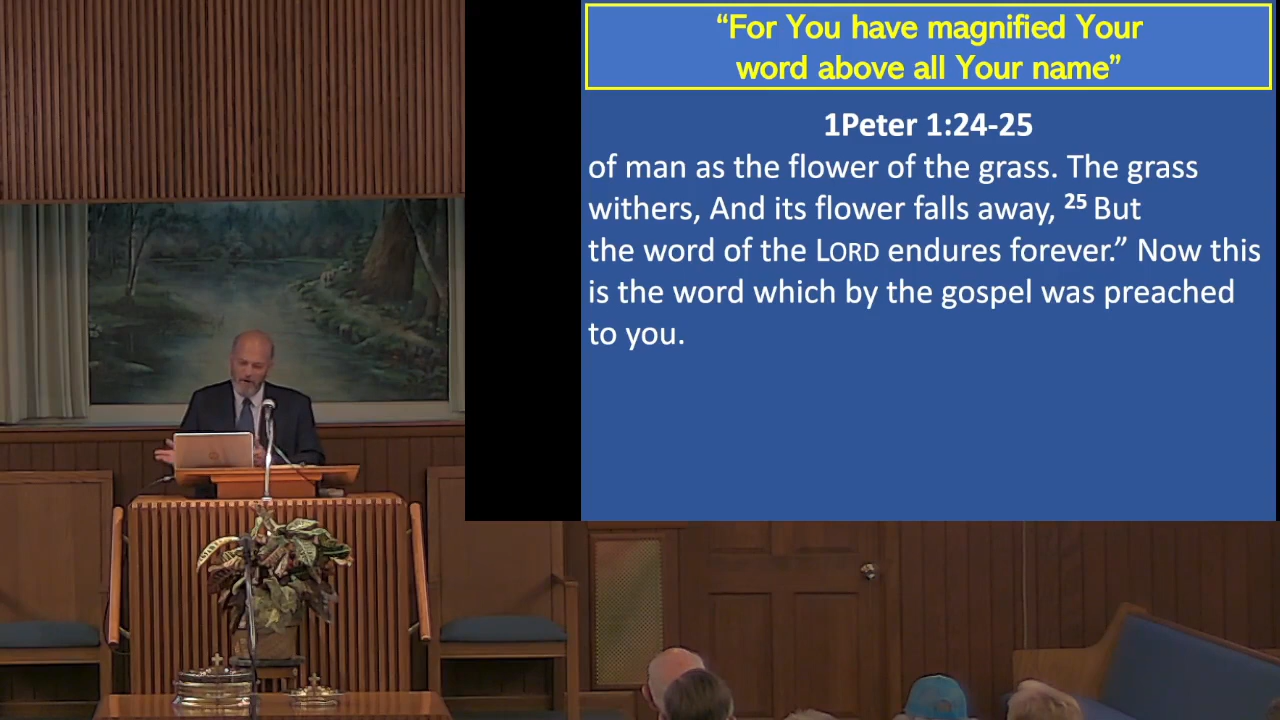 “For You have magnified Your
word above all Your name”
1Peter 1:24-25
of man as the flower of the grass. The grass
withers, And its flower falls away, 25 But
the word of the LORD endures forever.” Now this
is the word which by the gospel was preached
to you.